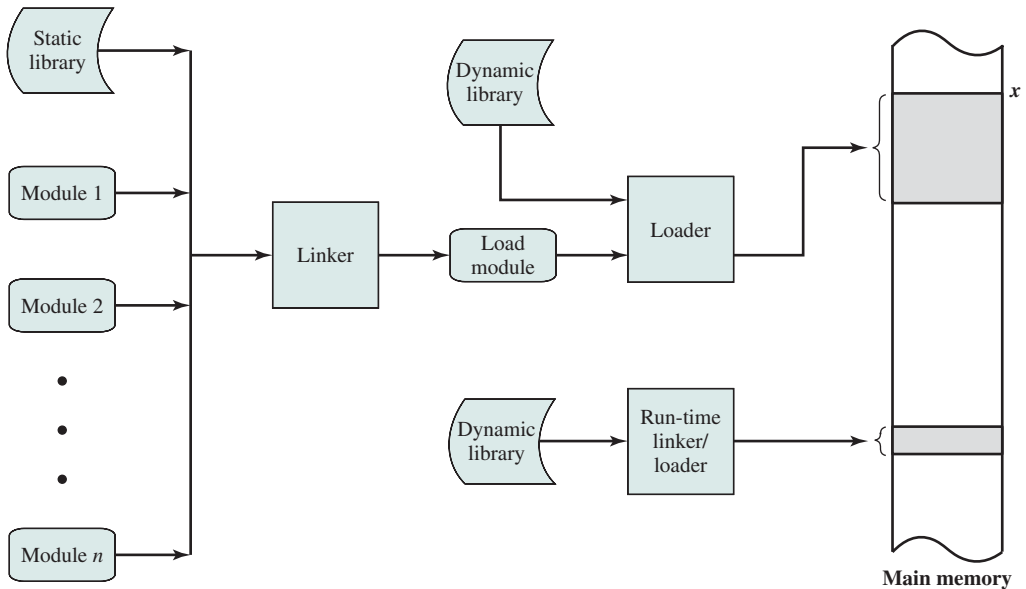 Static
library
Module 1
Module 2
Module n
Linker
Dynamic
library
Load
module
Loader
Dynamic
library
Run-time
linker/
loader
x
Main memory